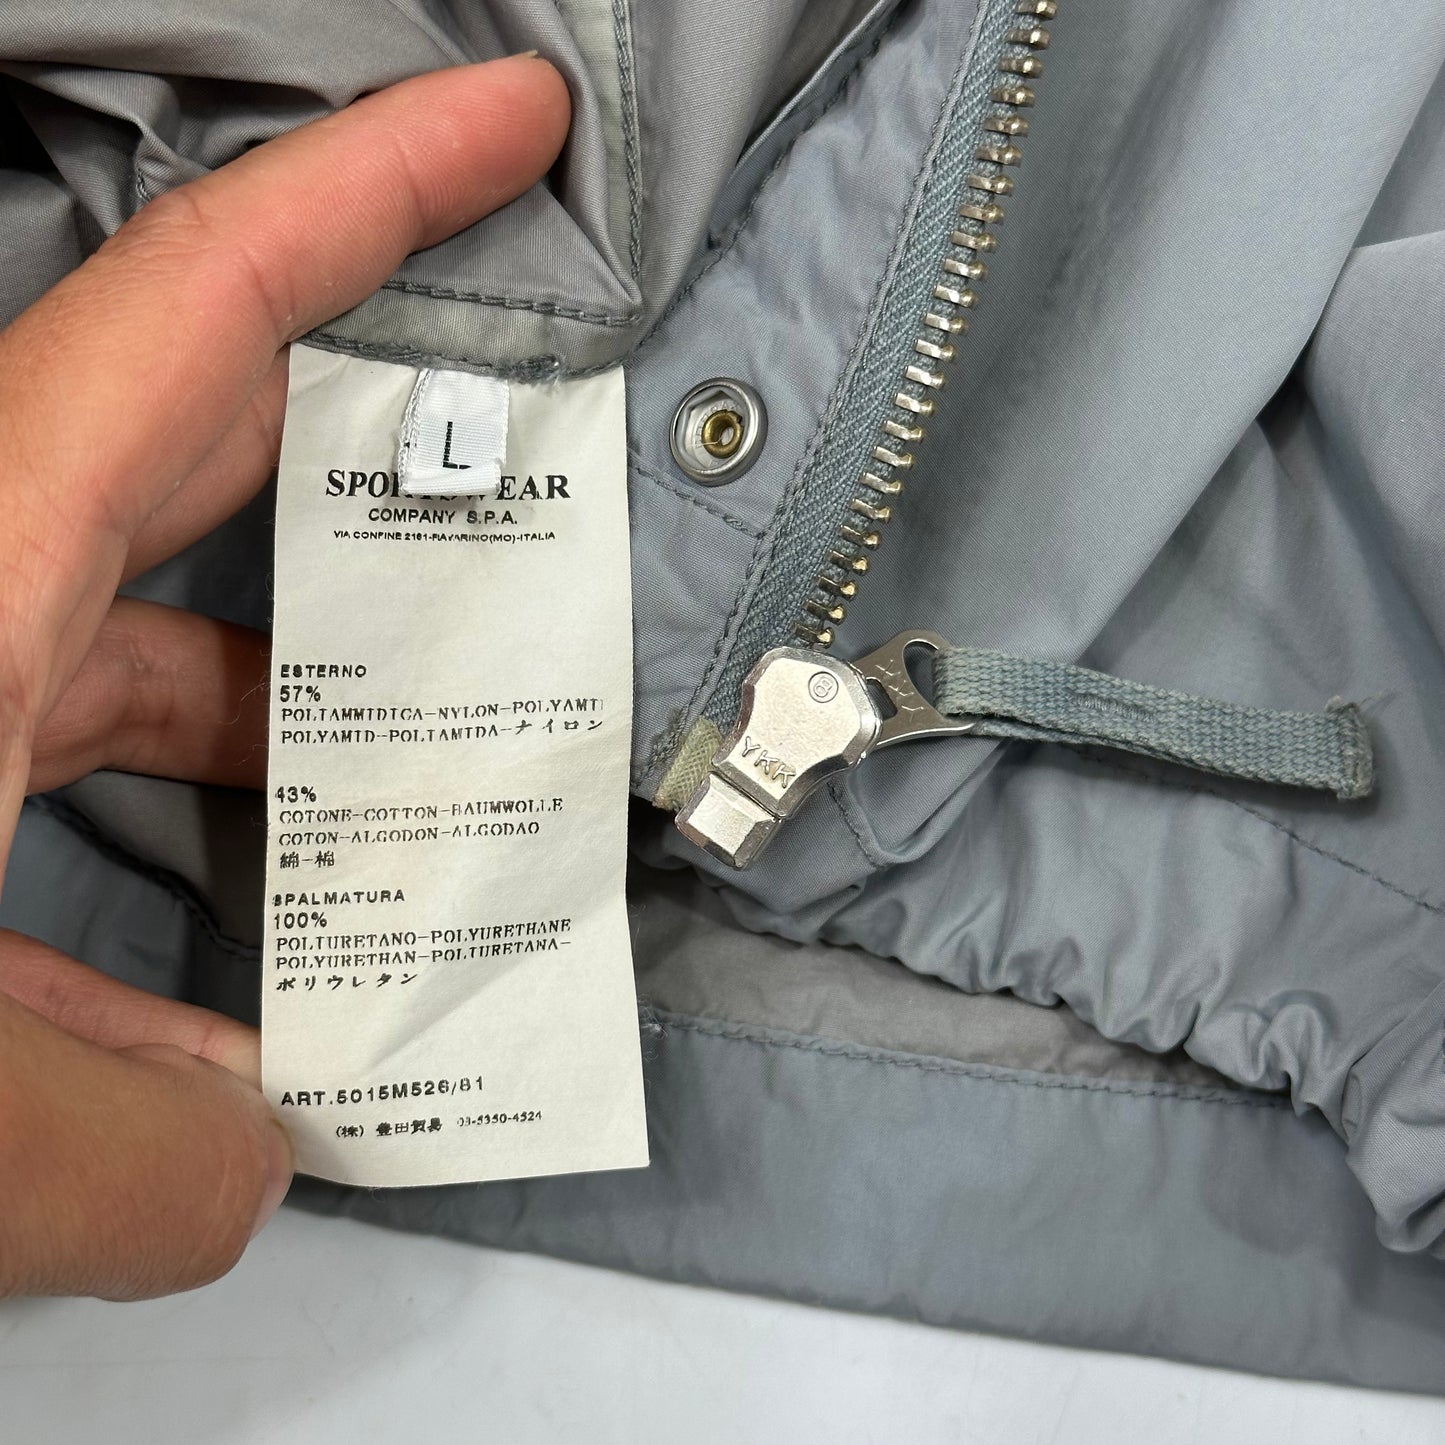 L
SPORTSWEAR
COMPANY S.P.A.
VIA CONFINE 2161-RAVARINO(MO)-ITALIA
ESTERNO
57%
POLIAMMIDICA-NYLON-POLYAMI
POLYAMID-POLIAMIDA-ナイロン
43%
COTONE-COTTON-BAUMWOLLE
COTON-ALGODON-ALGODAO
綿-棉
SPALMATURA
100%
POLIURETANO-POLYURETHANE
POLYURETHAN-POLIURETANA-
ポリウレタン
ART.5015M526/81
(株) 豊田貿易 03-5350-4524
YKK
YKK